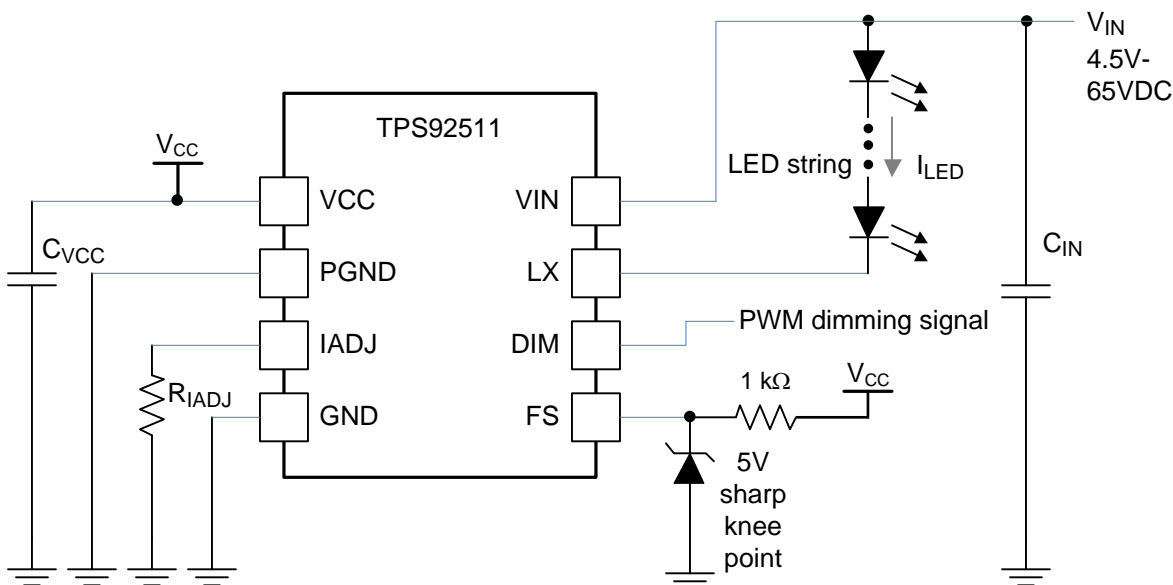 V_IN
4.5V-
65VDC
TPS92511
V_CC
VCC
VIN
LED string
I_LED
C_VCC
PGND
LX
C_IN
IADJ
DIM
PWM dimming signal
R_IADJ
GND
FS
1 kΩ
V_CC
5V
sharp
knee
point